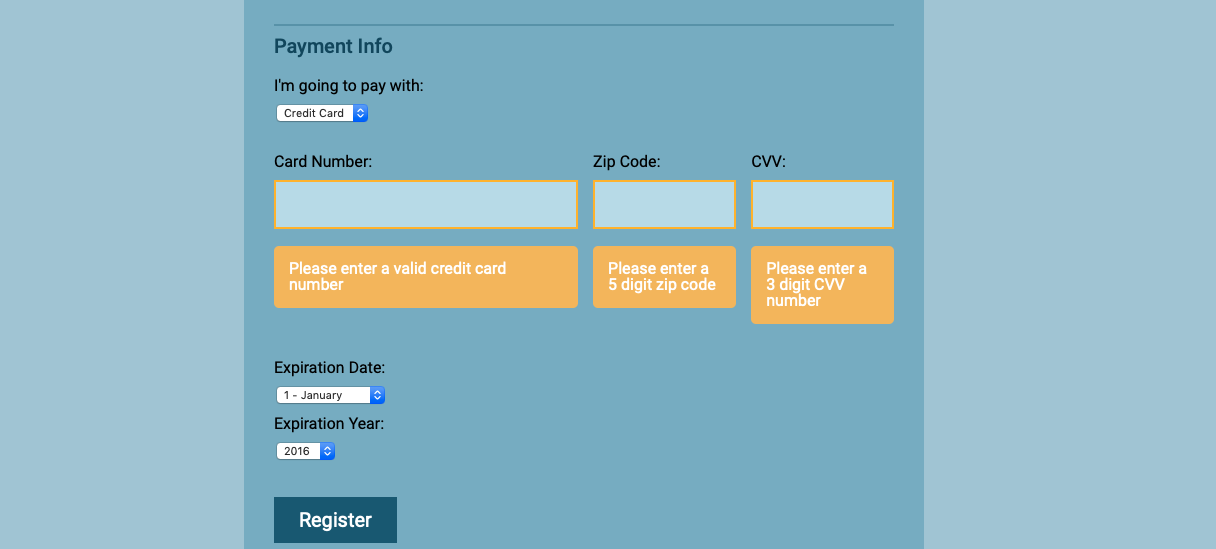 Payment Info
I'm going to pay with:
Credit Card
Card Number:
Zip Code:
CVV:
Please enter a valid credit card
number
Please enter a
5 digit zip code
Please enter a
3 digit CVV
number
Expiration Date:
1 - January
Expiration Year:
2016
Register